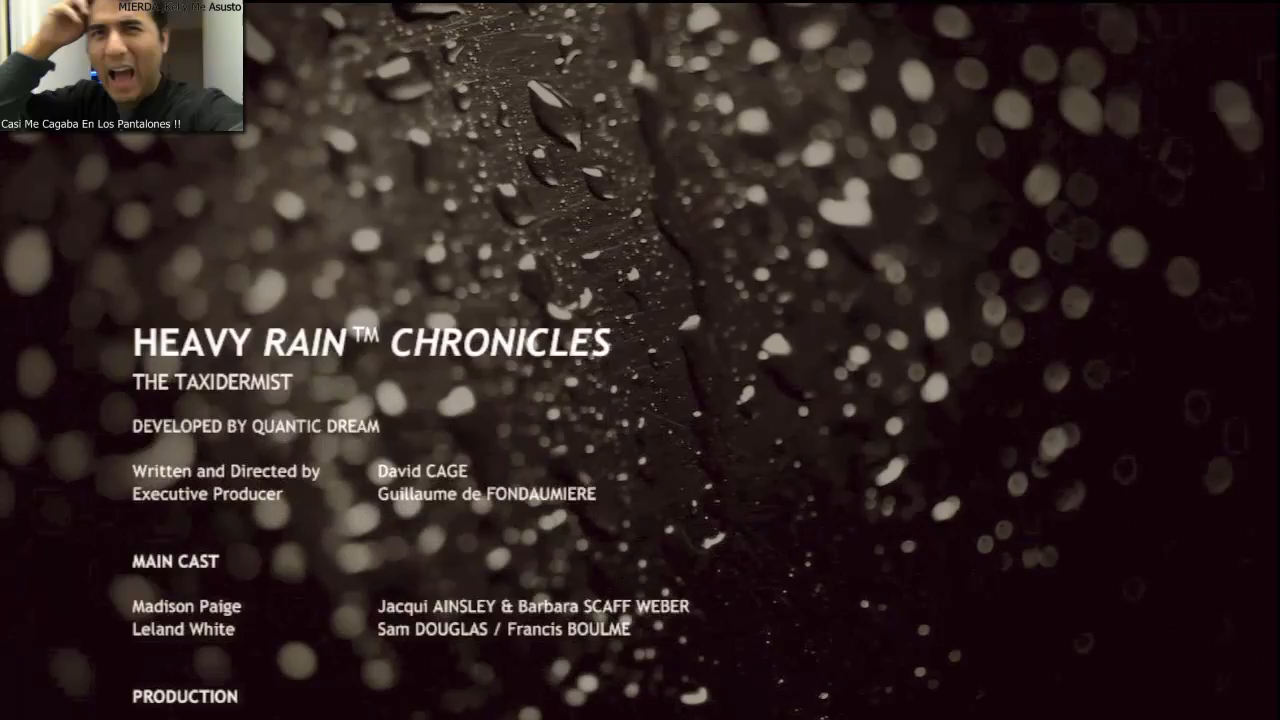 MIERDA Me Asusto
Casi Me Cagaba En Los Pantalones !!
HEAVY RAIN™ CHRONICLES
THE TAXIDERMIST
DEVELOPED BY QUANTIC DREAM
Written and Directed by David CAGE
Executive Producer Guillaume de FONDAUMIERE
MAIN CAST
Madison Paige Jacqui AINSLEY & Barbara SCAFF WEBER
Leland White Sam DOUGLAS / Francis BOULME
PRODUCTION